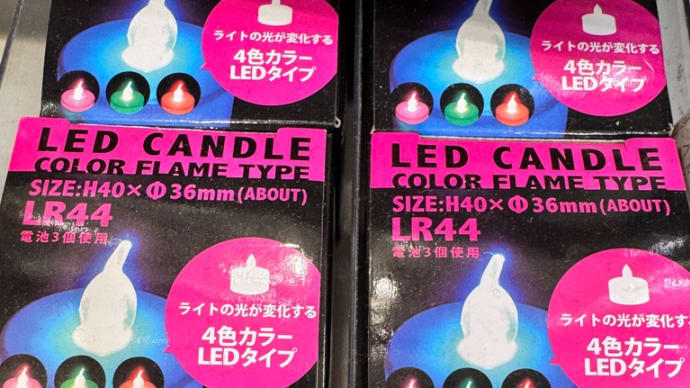 ライトの光が変化する
4色カラー
LEDタイプ
ライトの光が変化する
4色カラー
LEDタイプ
LED CANDLE
COLOR FLAME TYPE
SIZE:H40×Φ36mm(ABOUT)
LR44
電池3個使用
ライトの光が変化する
4色カラー
LEDタイプ
LED CANDLE
COLOR FLAME TYPE
SIZE:H40×Φ36mm(ABOUT)
LR44
電池3個使用
ライトの光が変化する
4色カラー
LEDタイプ